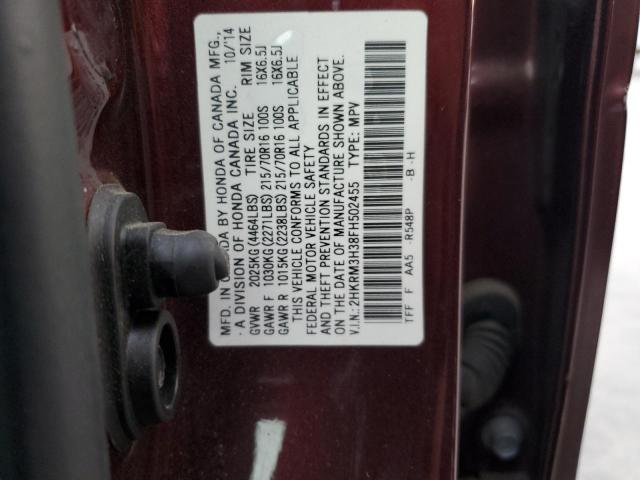 MFD. IN CANADA BY HONDA OF CANADA MFG.,
- A DIVISION OF HONDA CANADA INC. 10/'14
GVWR 2025KG(4464LBS) TIRE SIZE RIM SIZE
GAWR F 1030KG(2271LBS) 215/70R16 100S 16X6.5J
GAWR R 1015KG(2238LBS) 215/70R16 100S 16X6.5J
THIS VEHICLE CONFORMS TO ALL APPLICABLE
FEDERAL MOTOR VEHICLE SAFETY
AND THEFT PREVENTION STANDARDS IN EFFECT
ON THE DATE OF MANUFACTURE SHOWN ABOVE.
V.I.N.: 2HKRM3H38FH502455 TYPE: MPV
TFF F AA5 -R548P -B -H